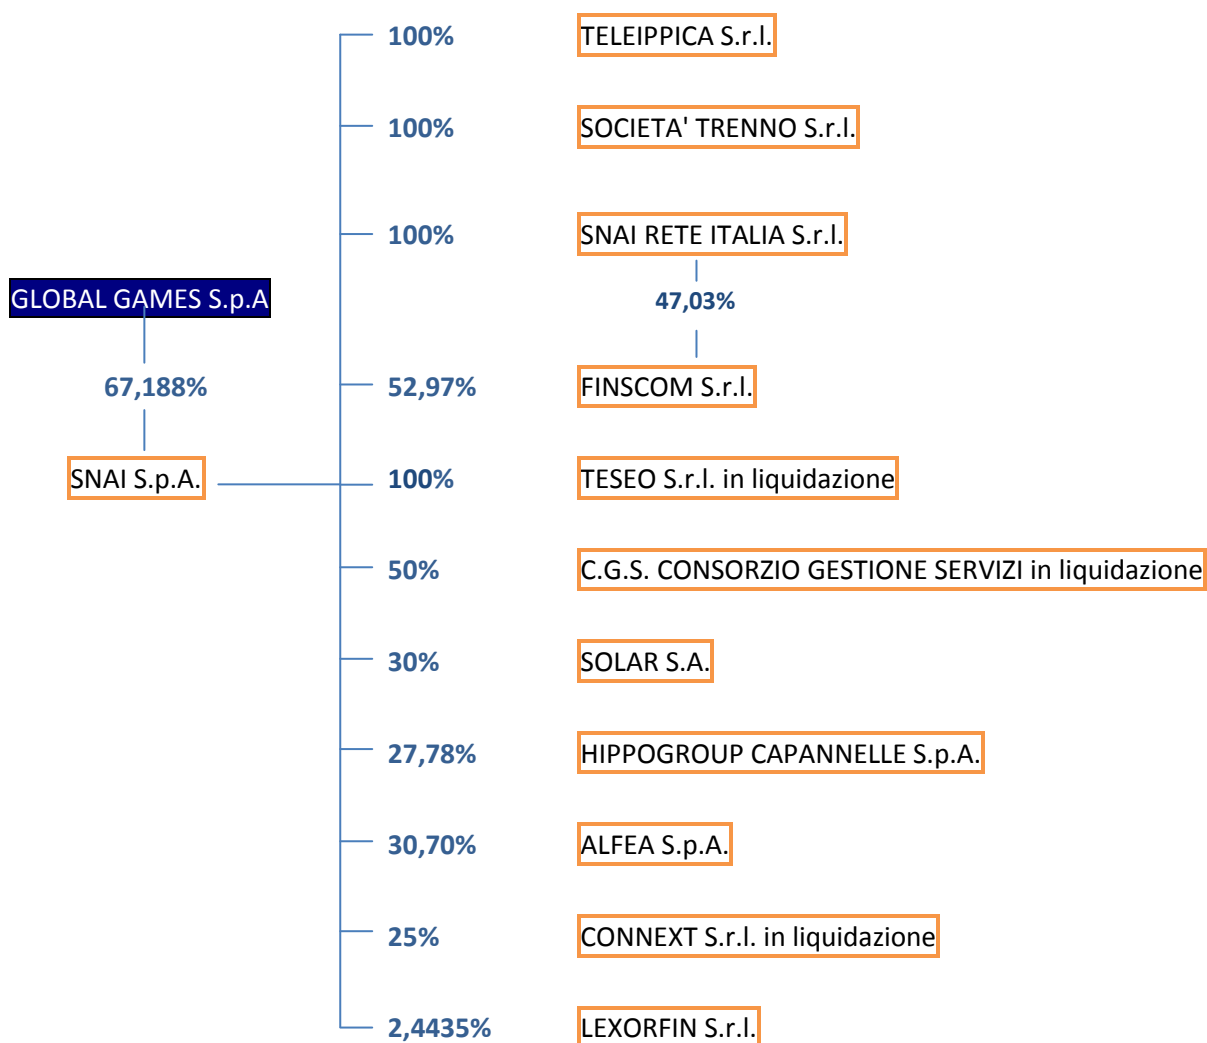 100% TELEIPPICA S.r.l.
100% SOCIETA' TRENNO S.r.l.
100% SNAI RETE ITALIA S.r.l.
GLOBAL GAMES S.p.A
47,03%
67,188%
52,97% FINSCOM S.r.l.
SNAI S.p.A.
100% TESEO S.r.l. in liquidazione
50% C.G.S. CONSORZIO GESTIONE SERVIZI in liquidazione
30% SOLAR S.A.
27,78% HIPPOGROUP CAPANNELLE S.p.A.
30,70% ALFEA S.p.A.
25% CONNEXT S.r.l. in liquidazione
2,4435% LEXORFIN S.r.l.